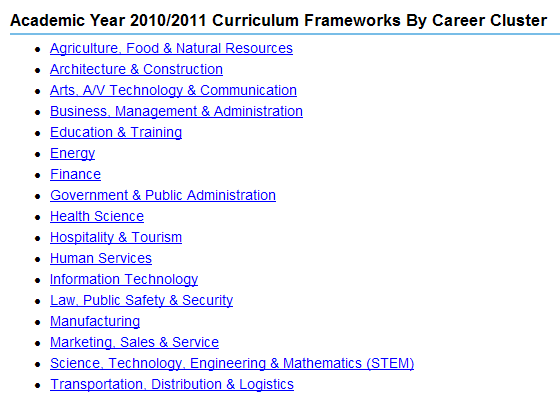 Academic Year 2010/2011 Curriculum Frameworks By Career Cluster
Agriculture, Food & Natural Resources
Architecture & Construction
Arts, A/V Technology & Communication
Business, Management & Administration
Education & Training
Energy
Finance
Government & Public Administration
Health Science
Hospitality & Tourism
Human Services
Information Technology
Law, Public Safety & Security
Manufacturing
Marketing, Sales & Service
Science, Technology, Engineering & Mathematics (STEM)
Transportation, Distribution & Logistics